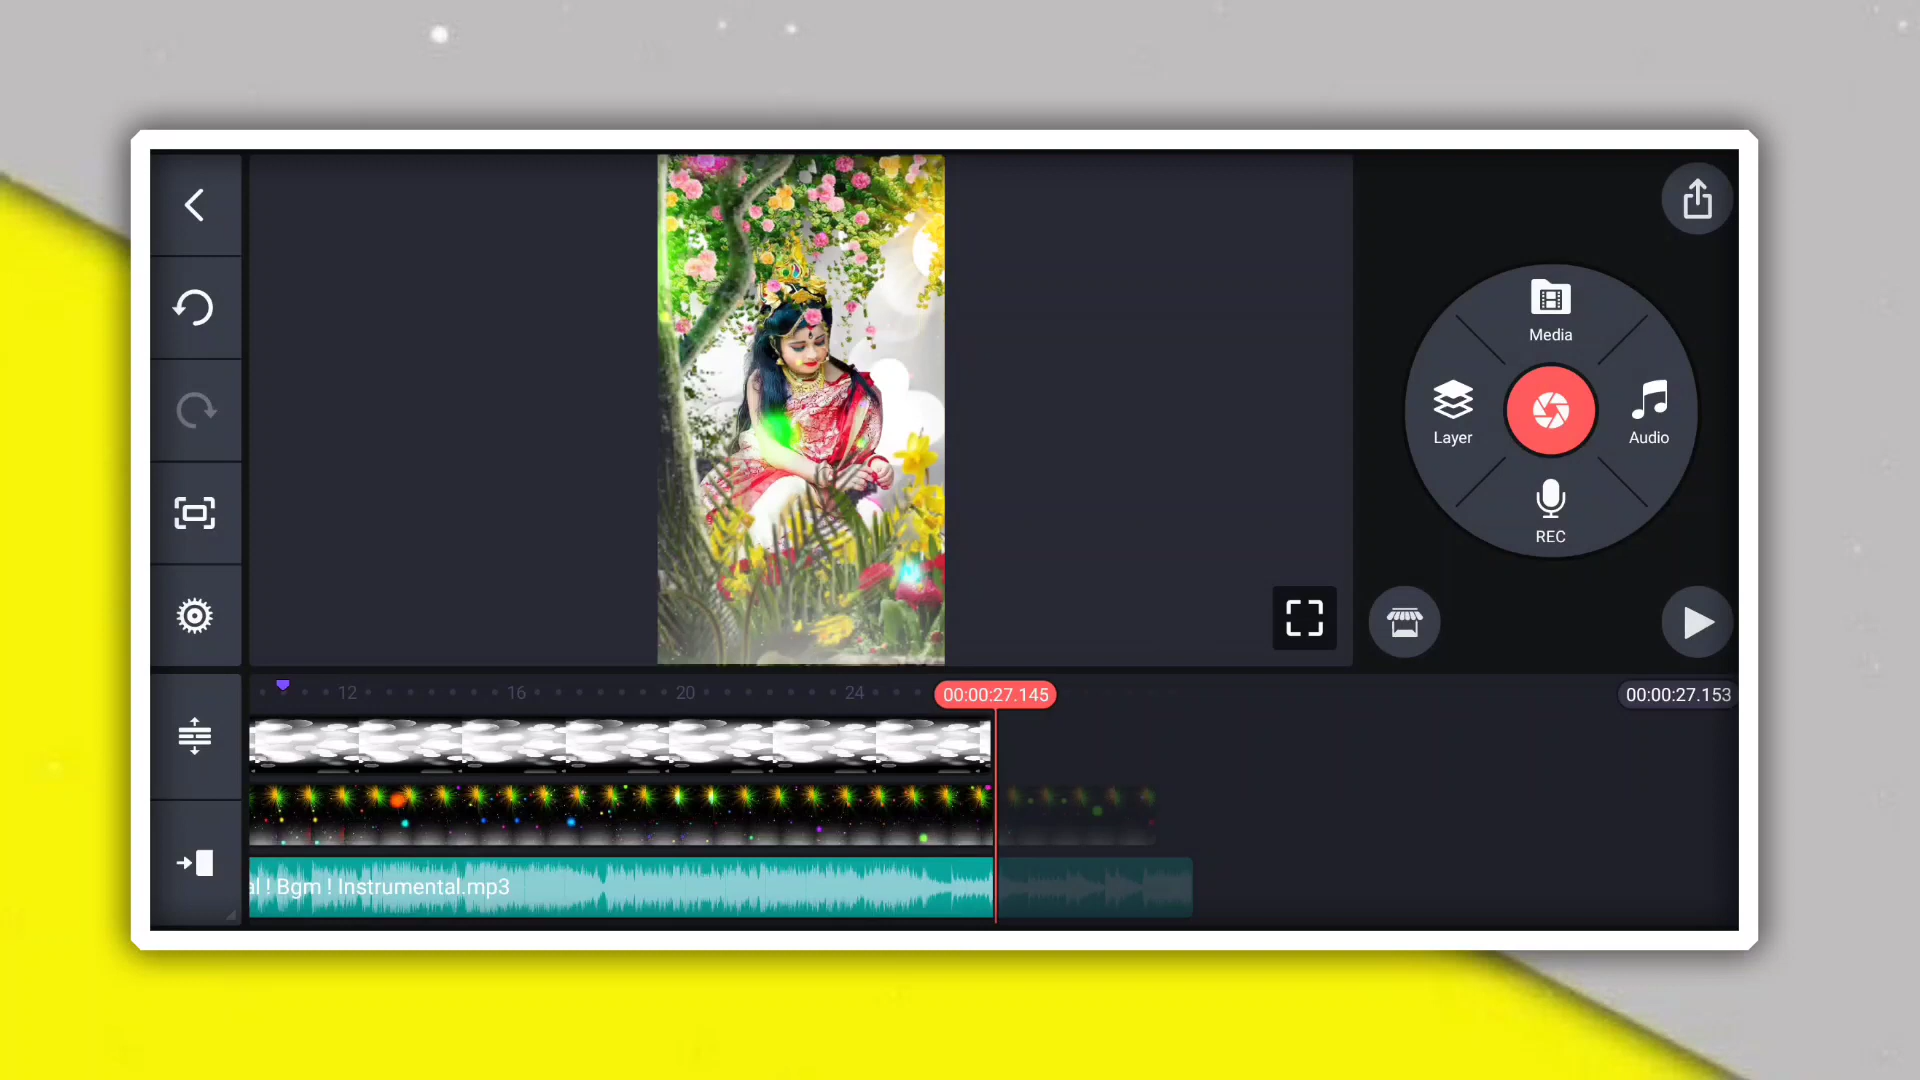 Media
Layer
Audio
REC
12
16
20
24
00:00:27.145
00:00:27.153
al ! Bgm ! Instrumental.mp3